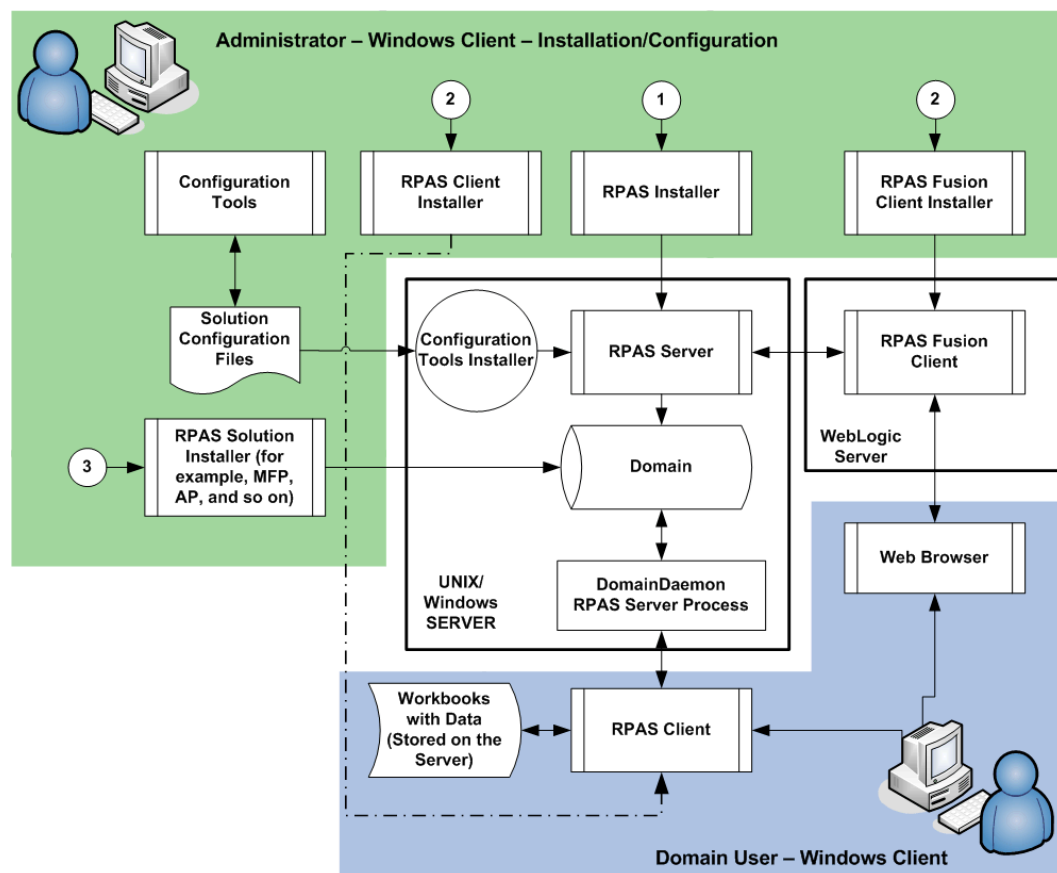 Administrator – Windows Client – Installation/Configuration
2
1
2
Configuration
Tools
RPAS Client
Installer
RPAS Installer
RPAS Fusion
Client Installer
Solution
Configuration
Files
Configuration
Tools Installer
RPAS Server
RPAS Fusion
Client
WebLogic
Server
3
RPAS Solution
Installer (for
example, MFP,
AP, and so on)
Domain
UNIX/
Windows
SERVER
DomainDaemon
RPAS Server Process
Web Browser
Workbooks
with Data
(Stored on the
Server)
RPAS Client
Domain User – Windows Client